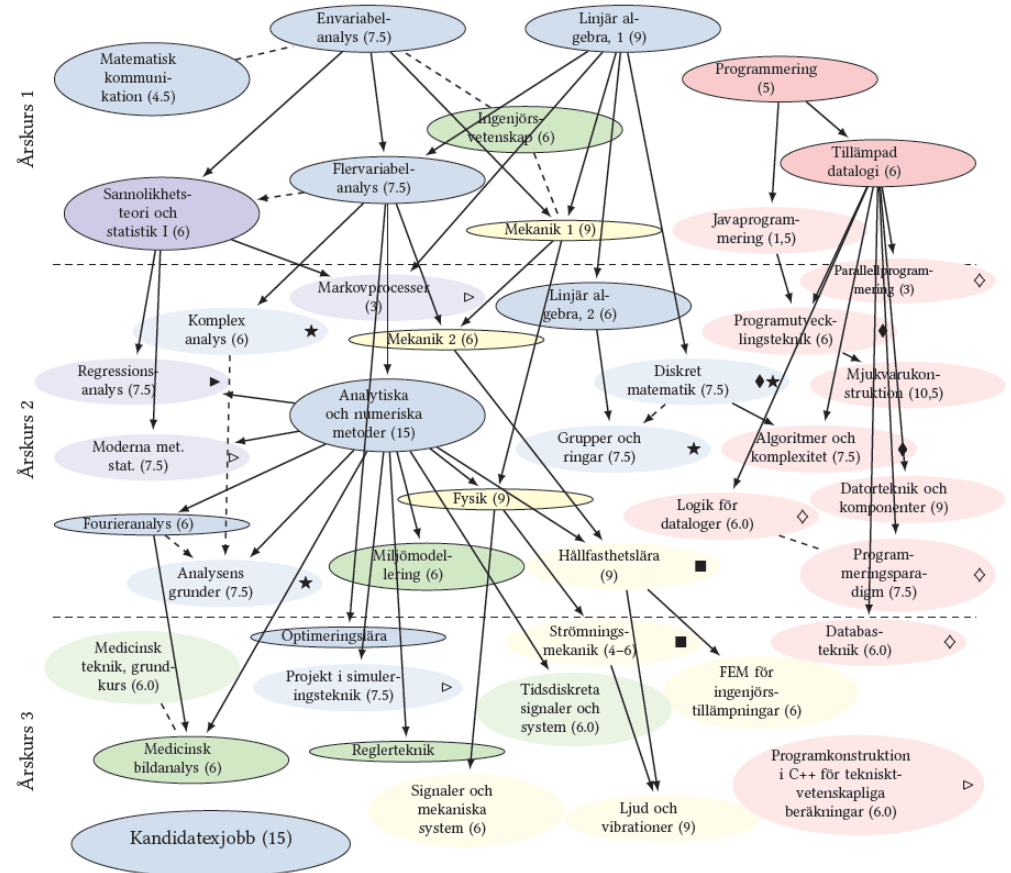 Årskurs 1
Envariabel-
analys (7.5)
Linjär al-
gebra, 1 (9)
Matematisk
kommuni-
kation (4.5)
Programmering
(5)
Ingenjörs-
vetenskap (6)
Tillämpad
datalogi (6)
Flervariabel-
analys (7.5)
Sannolikhets-
teori och
statistik I (6)
Mekanik 1 (9)
Javaprogram-
mering (1,5)
Årskurs 2
Parallellprogram-
mering (3)
Markovprocesser
(3)
Linjär al-
gebra, 2 (6)
Komplex
analys (6)
Mekanik 2 (6)
Programutveck-
lingsteknik (6)
Regressions-
analys (7.5)
Diskret
matematik (7.5)
Mjukvarukon-
struktion (10,5)
Analytiska
och numeriska
metoder (15)
Moderna met.
stat. (7.5)
Grupper och
ringar (7.5)
Algoritmer och
komplexitet (7.5)
Fysik (9)
Datorteknik och
komponenter (9)
Logik för
dataloger (6.0)
Fourieranalys (6)
Miljömodel-
lering (6)
Hållfasthetslära
(9)
Program-
meringspara-
digm (7.5)
Analysens
grunder (7.5)
Årskurs 3
Optimeringslära
Strömnings-
mekanik (4–6)
Databas-
teknik (6.0)
Medicinsk
teknik, grund-
kurs (6.0)
Projekt i simuler-
ingsteknik (7.5)
FEM för
ingenjörs-
tillämpningar (6)
Tidsdiskreta
signaler och
system (6.0)
Medicinsk
bildanalys (6)
Reglerteknik
Programkonstruktion
i C++ för tekniskt-
vetenskapliga
beräkningar (6.0)
Signaler och
mekaniska
system (6)
Ljud och
vibrationer (9)
Kandidatexjobb (15)